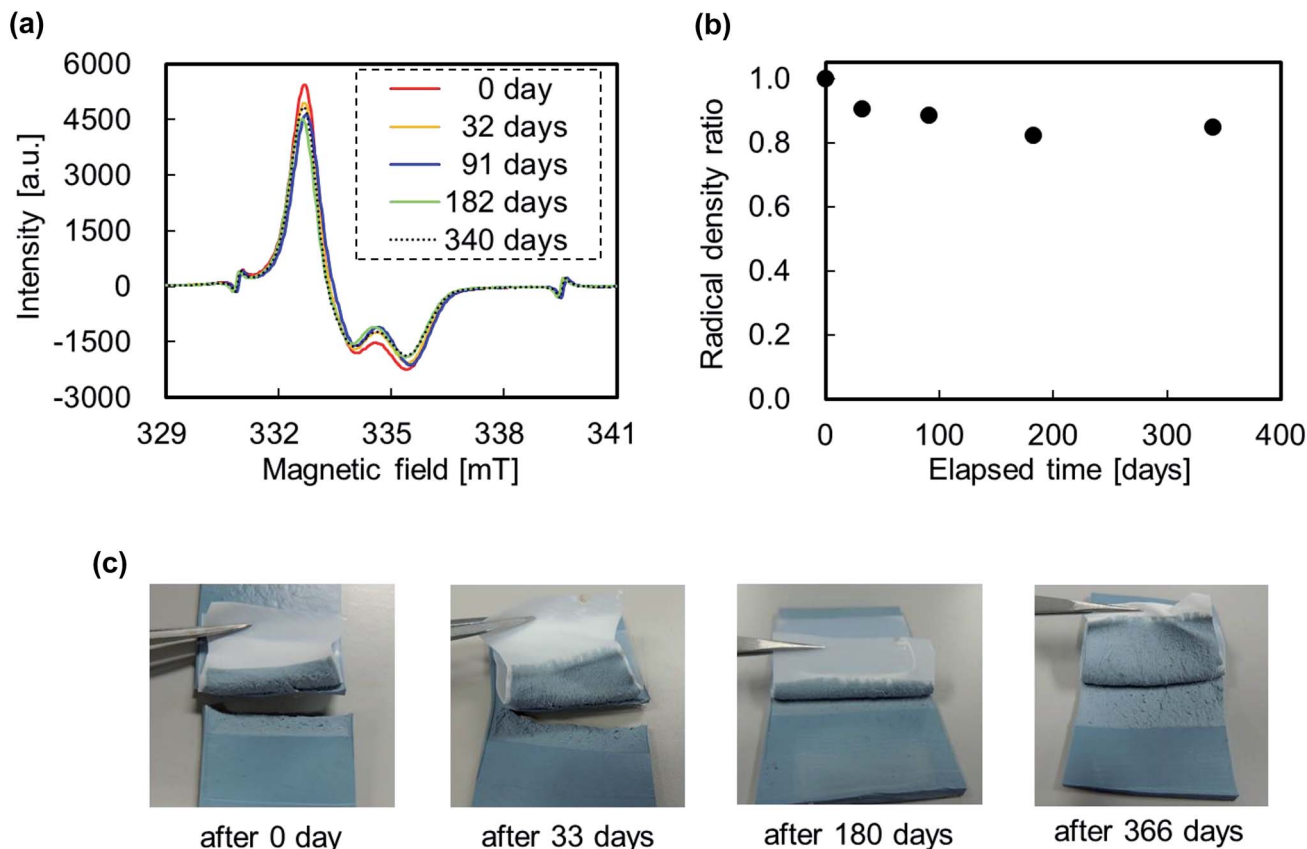 (a)
6000
4500
3000
1500
0
-1500
-3000
Intensity [a.u.]
0 day
32 days
91 days
182 days
340 days
329 332 335 338 341
Magnetic field [mT]
(b)
1.0
0.8
0.6
0.4
0.2
0.0
Radical density ratio
0 100 200 300 400
Elapsed time [days]
(c)
after 0 day
after 33 days
after 180 days
after 366 days